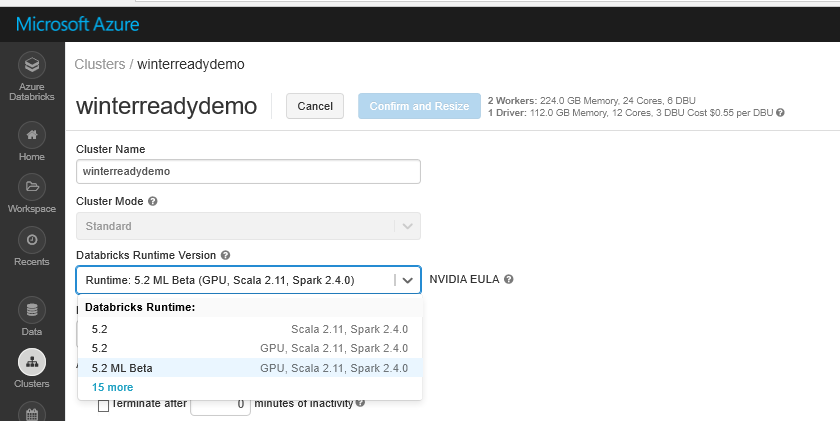 Microsoft Azure
Azure
Databricks
Home
Workspace
Recents
Data
Clusters
Clusters / winterreadydemo
winterreadydemo
Cancel
Confirm and Resize
2 Workers: 224.0 GB Memory, 24 Cores, 6 DBU
1 Driver: 112.0 GB Memory, 12 Cores, 3 DBU Cost $0.55 per DBU ?
Cluster Name
winterreadydemo
Cluster Mode ?
Standard
Databricks Runtime Version ?
Runtime: 5.2 ML Beta (GPU, Scala 2.11, Spark 2.4.0)
NVIDIA EULA ?
Databricks Runtime:
5.2 Scala 2.11, Spark 2.4.0
5.2 GPU, Scala 2.11, Spark 2.4.0
5.2 ML Beta GPU, Scala 2.11, Spark 2.4.0
15 more
Terminate after 0 minutes of inactivity ?